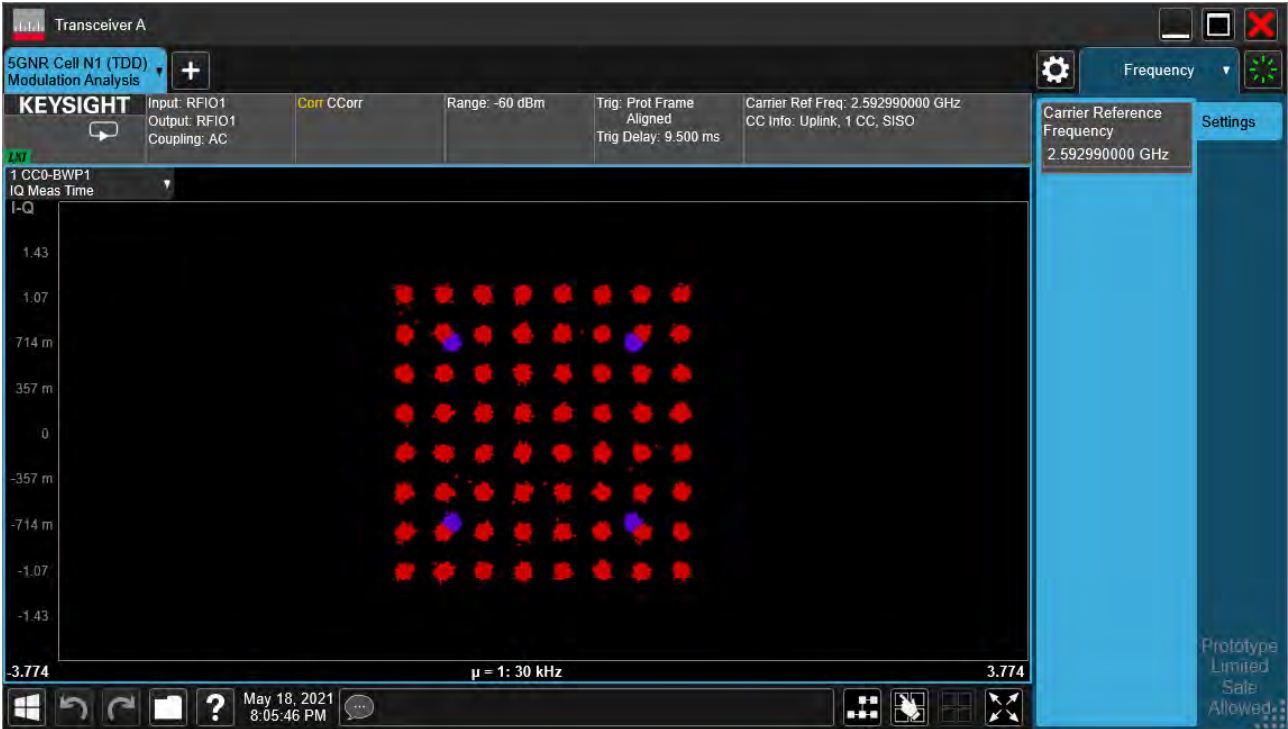 Transceiver A
5GNR Cell N1 (TDD)
Modulation Analysis
+
Frequency
KEYSIGHT
LXI
Input: RFIO1
Output: RFIO1
Coupling: AC
Corr CCorr
Range: -60 dBm
Trig: Prot Frame
Aligned
Trig Delay: 9.500 ms
Carrier Ref Freq: 2.592990000 GHz
CC Info: Uplink, 1 CC, SISO
Carrier Reference
Frequency
2.592990000 GHz
Settings
1 CC0-BWP1
IQ Meas Time
I-Q
1.43
1.07
714 m
357 m
0
-357 m
-714 m
-1.07
-1.43
-3.774
µ = 1: 30 kHz
3.774
Prototype
Limited
Sale
Allowed
?
May 18, 2021
8:05:46 PM